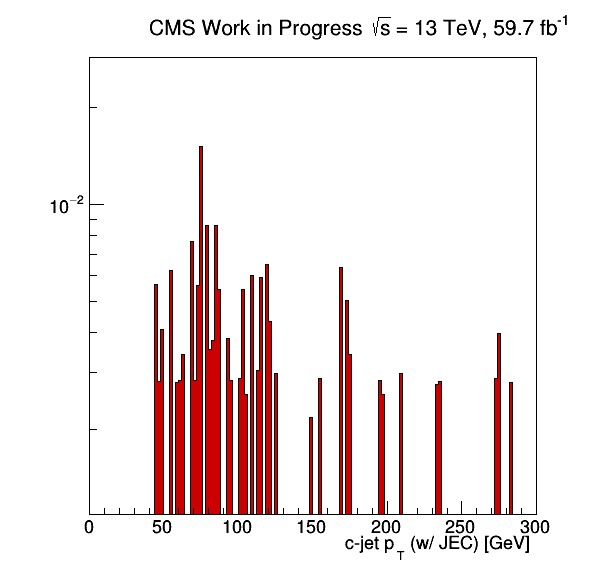 CMS Work in Progress √s = 13 TeV, 59.7 fb⁻¹
10⁻²
0 50 100 150 200 250 300
c-jet p_T (w/ JEC) [GeV]